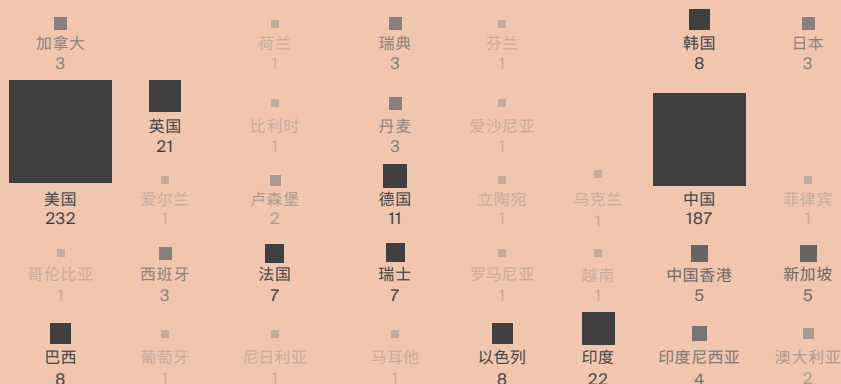 加拿大 荷兰 瑞典 芬兰 韩国 日本
3 1 3 1 8 3
英国 比利时 丹麦 爱沙尼亚
21 1 3 1
美国 爱尔兰 卢森堡 德国 立陶宛 乌克兰 中国 菲律宾
232 1 2 11 1 1 187 1
哥伦比亚 西班牙 法国 瑞士 罗马尼亚 越南 中国香港 新加坡
1 3 7 7 1 1 5 5
巴西 葡萄牙 尼日利亚 马耳他 以色列 印度 印度尼西亚 澳大利亚
8 1 1 1 8 22 4 2